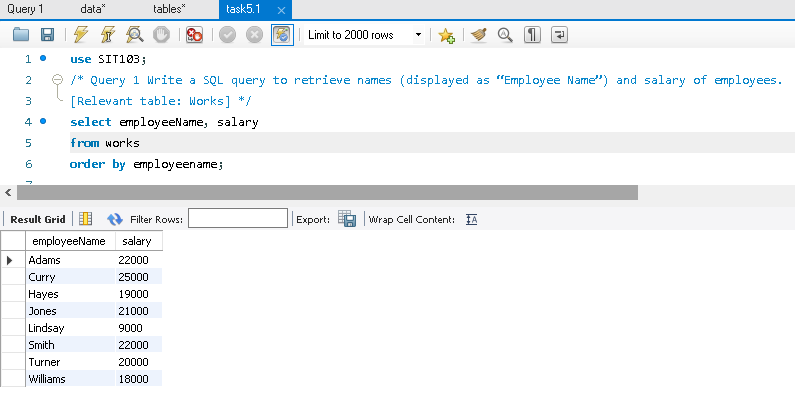 Query 1 data* tables* task5.1
Limit to 2000 rows
1 use SIT103;
2 /* Query 1 Write a SQL query to retrieve names (displayed as “Employee Name”) and salary of employees.
3 [Relevant table: Works] */
4 select employeeName, salary
5 from works
6 order by employeename;
Result Grid Filter Rows: Export: Wrap Cell Content: IA
employeeName salary
Adams 22000
Curry 25000
Hayes 19000
Jones 21000
Lindsay 9000
Smith 22000
Turner 20000
Williams 18000